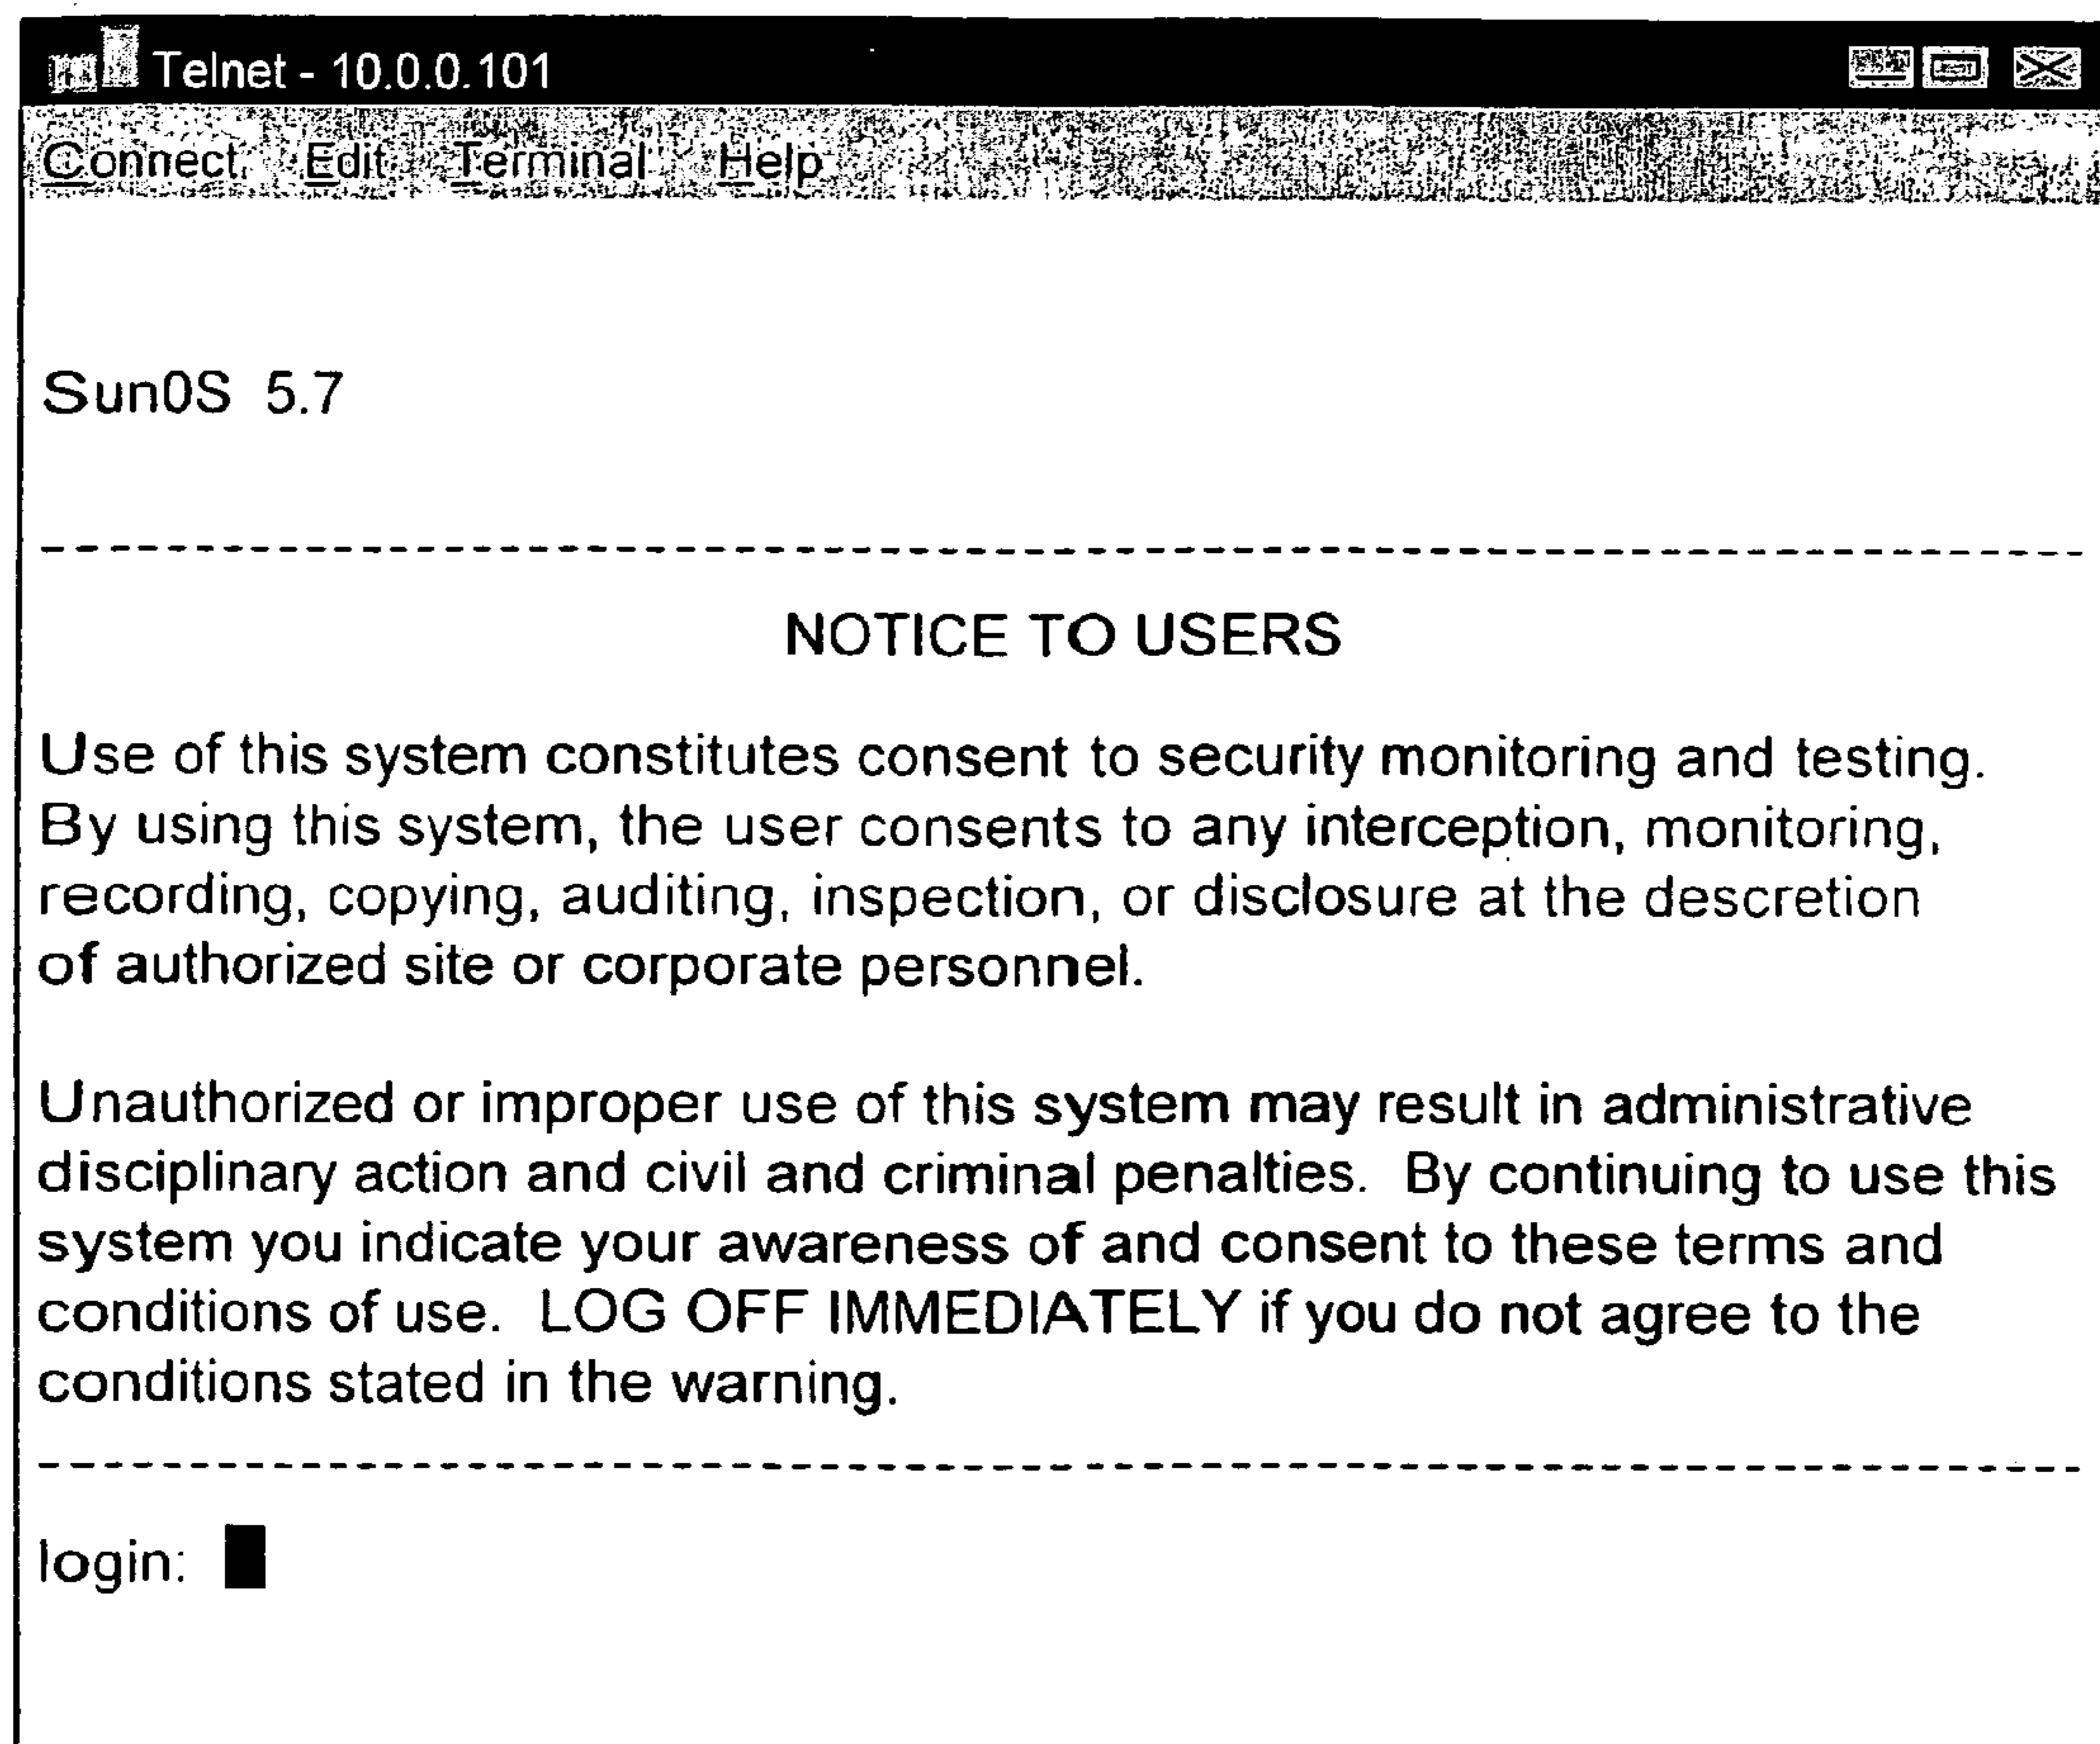 Telnet - 10.0.0.101
Connect Edit Terminal Help
SunOS 5.7
--------------------------------------------------------------------------
NOTICE TO USERS
Use of this system constitutes consent to security monitoring and testing.
By using this system, the user consents to any interception, monitoring,
recording, copying, auditing, inspection, or disclosure at the descretion
of authorized site or corporate personnel.
Unauthorized or improper use of this system may result in administrative
disciplinary action and civil and criminal penalties. By continuing to use this
system you indicate your awareness of and consent to these terms and
conditions of use. LOG OFF IMMEDIATELY if you do not agree to the
conditions stated in the warning.
--------------------------------------------------------------------------
login: